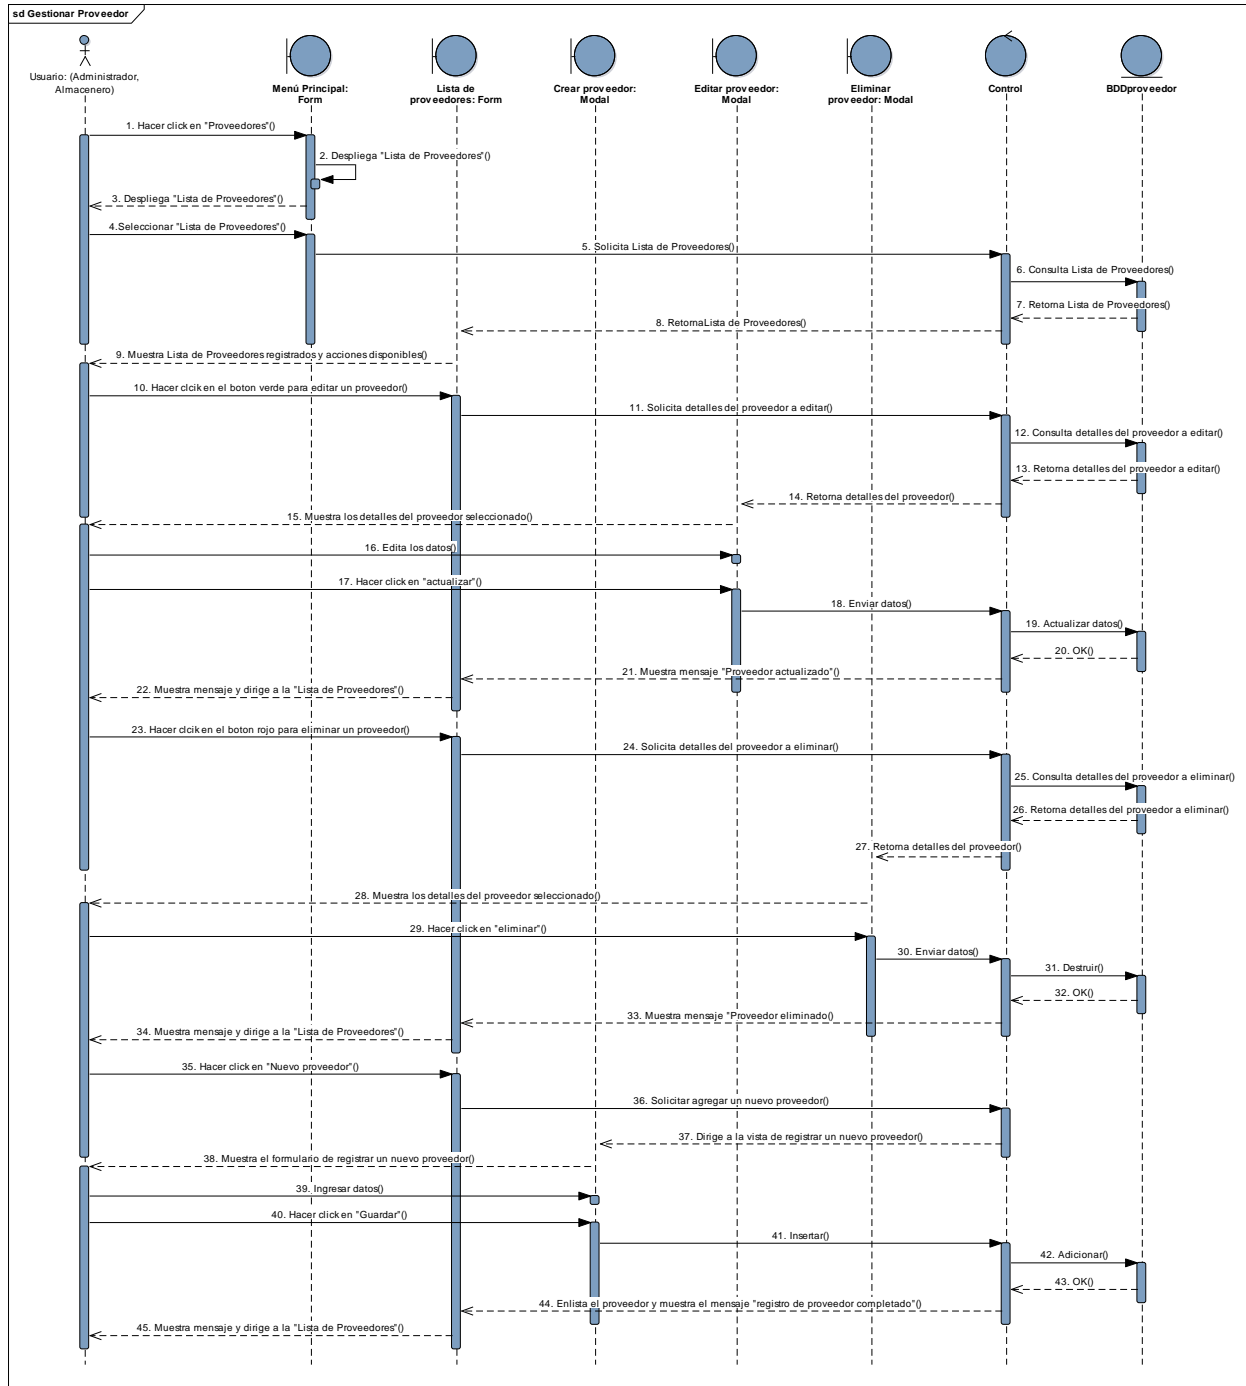 sd Gestionar Proveedor
Usuario: (Administrador,
Almacenero)
Menú Principal:
Form
Lista de
proveedores: Form
Crear proveedor:
Modal
Editar proveedor:
Modal
Eliminar
proveedor: Modal
Control
BDDproveedor
1. Hacer click en "Proveedores"()
2. Despliega "Lista de Proveedores"()
3. Despliega "Lista de Proveedores"()
4.Seleccionar "Lista de Proveedores"()
5. Solicita Lista de Proveedores()
6. Consulta Lista de Proveedores()
7. Retorna Lista de Proveedores()
8. RetornaLista de Proveedores()
9. Muestra Lista de Proveedores registrados y acciones disponibles()
10. Hacer clcik en el boton verde para editar un proveedor()
11. Solicita detalles del proveedor a editar()
12. Consulta detalles del proveedor a editar()
13. Retorna detalles del proveedor a editar()
14. Retorna detalles del proveedor()
15. Muestra los detalles del proveedor seleccionado()
16. Edita los datos()
17. Hacer click en "actualizar"()
18. Enviar datos()
19. Actualizar datos()
20. OK()
21. Muestra mensaje "Proveedor actualizado"()
22. Muestra mensaje y dirige a la "Lista de Proveedores"()
23. Hacer clcik en el boton rojo para eliminar un proveedor()
24. Solicita detalles del proveedor a eliminar()
25. Consulta detalles del proveedor a eliminar()
26. Retorna detalles del proveedor a eliminar()
27. Retorna detalles del proveedor()
28. Muestra los detalles del proveedor seleccionado()
29. Hacer click en "eliminar"()
30. Enviar datos()
31. Destruir()
32. OK()
33. Muestra mensaje "Proveedor eliminado)
34. Muestra mensaje y dirige a la "Lista de Proveedores"()
35. Hacer click en "Nuevo proveedor"()
36. Solicitar agregar un nuevo proveedor()
37. Dirige a la vista de registrar un nuevo proveedor()
38. Muestra el formulario de registrar un nuevo proveedor()
39. Ingresar datos()
40. Hacer click en "Guardar"()
41. Insertar()
42. Adicionar()
43. OK()
44. Enlista el proveedor y muestra el mensaje "registro de proveedor completado"()
45. Muestra mensaje y dirige a la "Lista de Proveedores"()